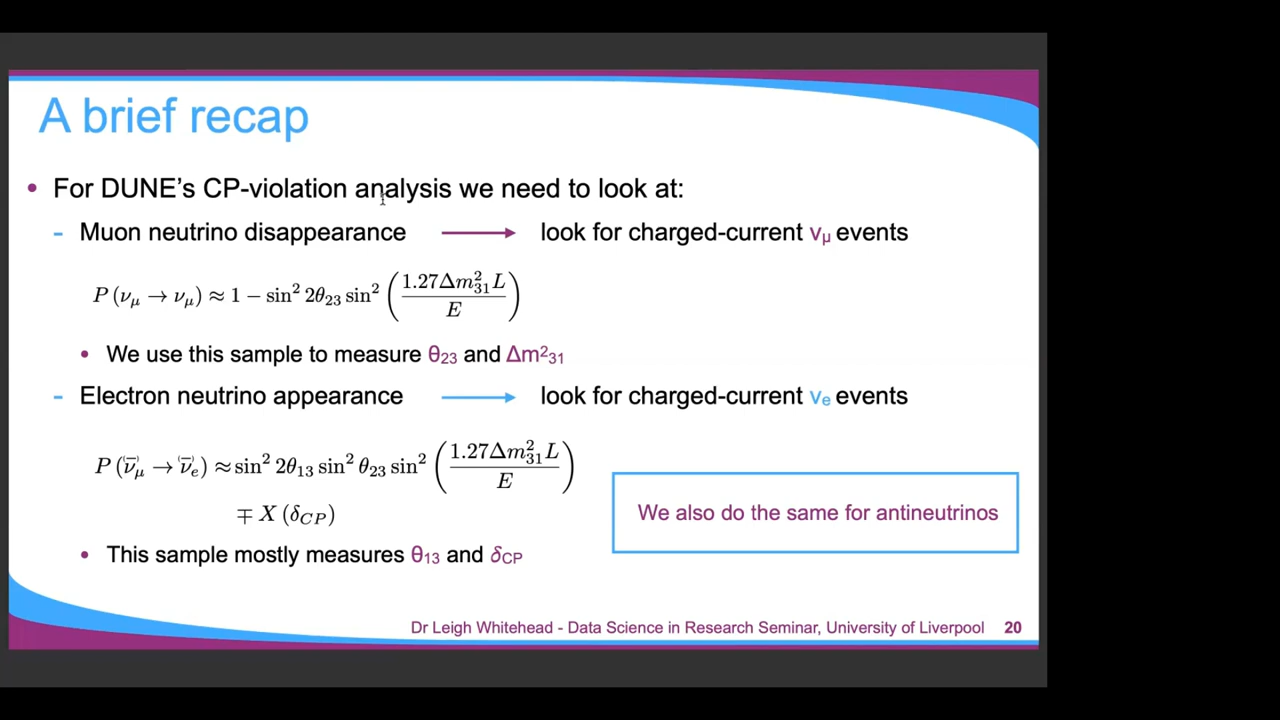 A brief recap
• For DUNE's CP-violation analysis we need to look at:
- Muon neutrino disappearance → look for charged-current νμ events
P (νμ → νμ) ≈ 1 − sin² 2θ₂₃ sin² (1.27Δm²₃₁L / E)
• We use this sample to measure θ₂₃ and Δm²₃₁
- Electron neutrino appearance → look for charged-current νe events
P (ν̄μ⁽⁻⁾ → ν̄e⁽⁻⁾) ≈ sin² 2θ₁₃ sin² θ₂₃ sin² (1.27Δm²₃₁L / E)
∓ X (δCP)
We also do the same for antineutrinos
• This sample mostly measures θ₁₃ and δCP
Dr Leigh Whitehead - Data Science in Research Seminar, University of Liverpool 20